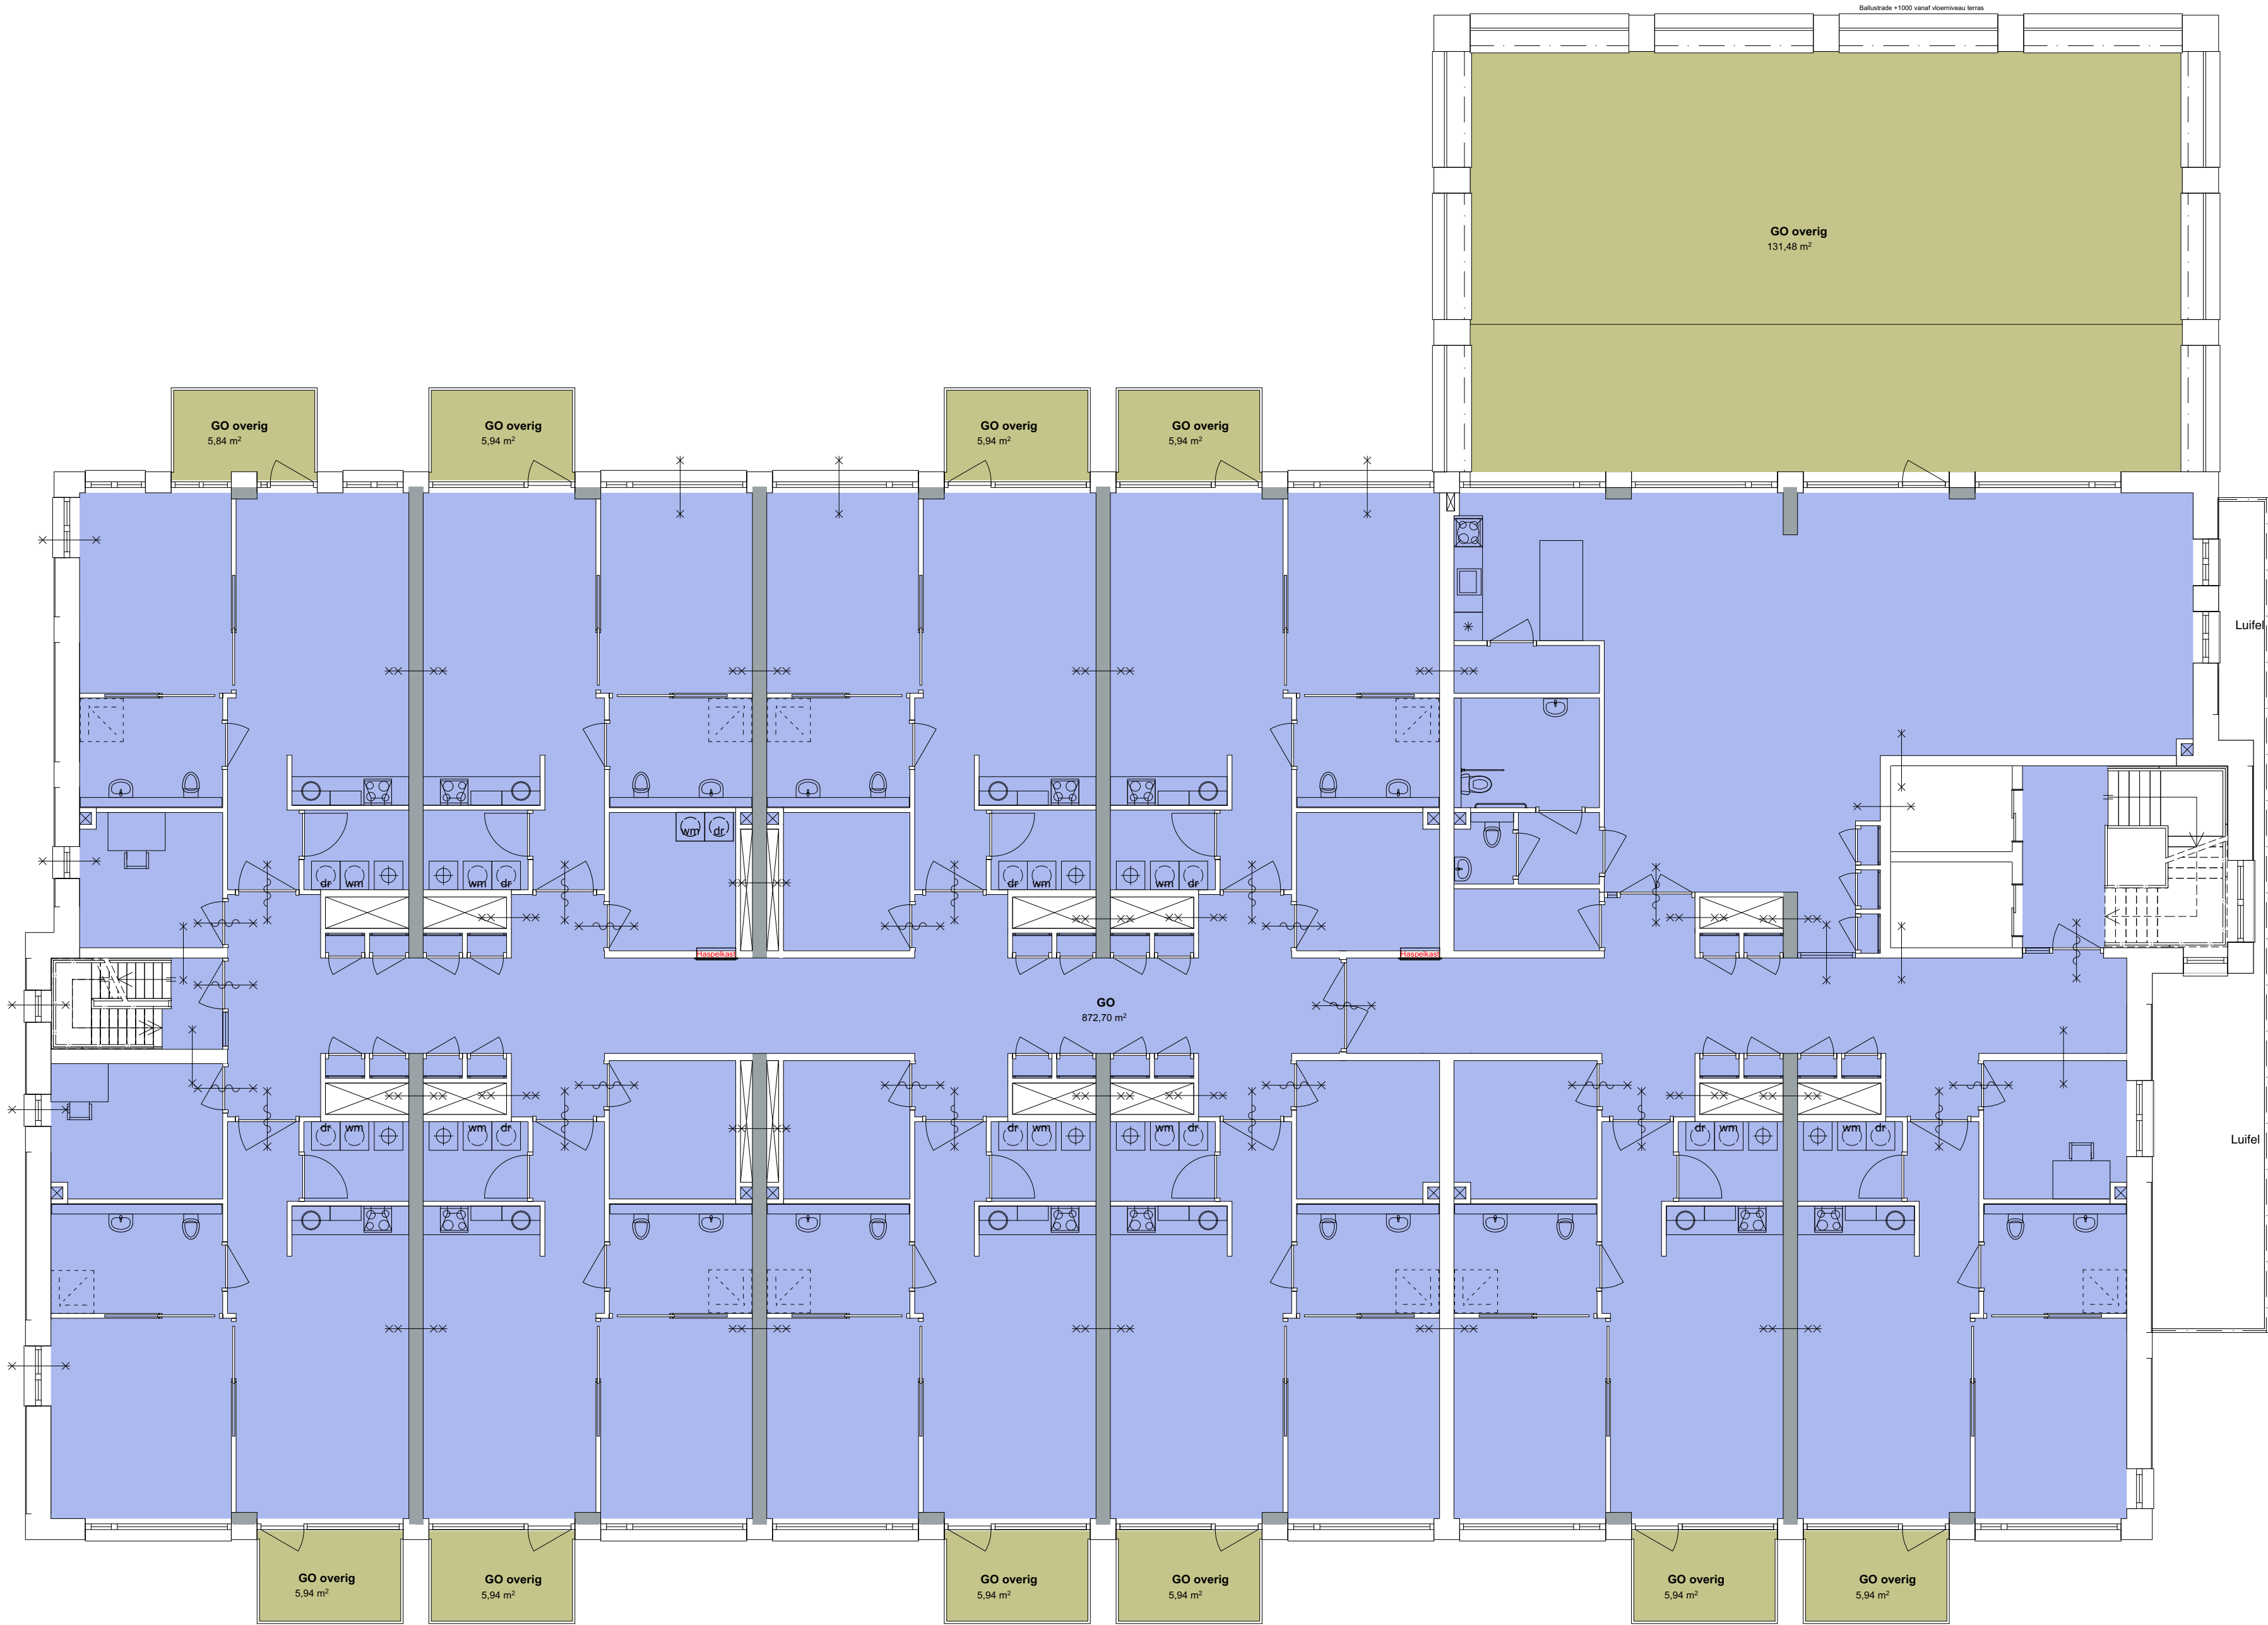 Ballustrade +1000 vanaf vloerniveau terras
GO overig
131,48 m²
GO overig
5,84 m²
GO overig
5,94 m²
GO overig
5,94 m²
GO overig
5,94 m²
Luifel
wm dr
dr wm
wm dr
dr wm
wm dr
Haspelkast
Haspelkast
GO
872,70 m²
dr wm
wm dr
dr wm
wm dr
dr wm
wm dr
Luifel
GO overig
5,94 m²
GO overig
5,94 m²
GO overig
5,94 m²
GO overig
5,94 m²
GO overig
5,94 m²
GO overig
5,94 m²